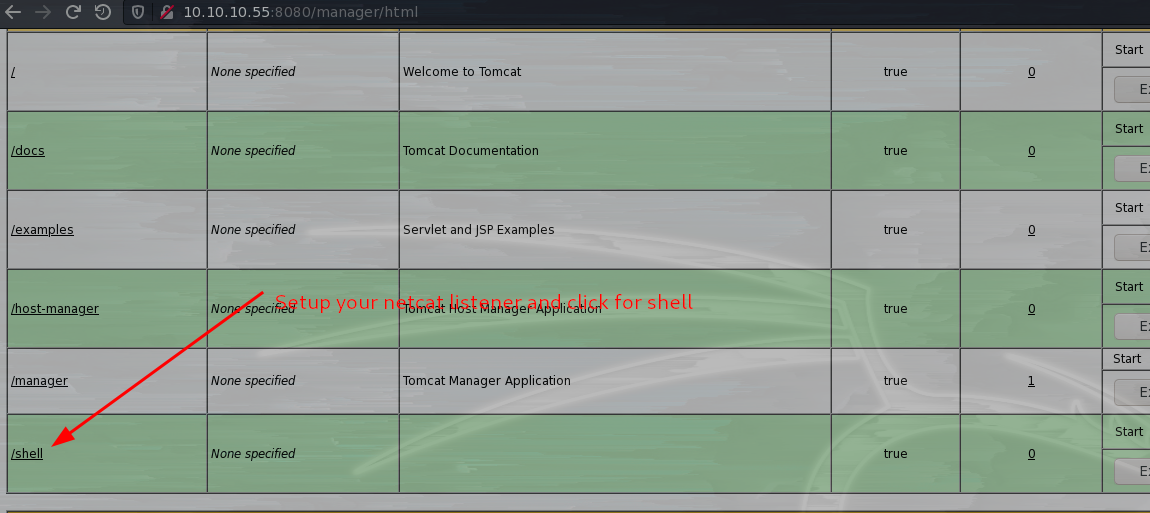 10.10.10.55:8080/manager/html
/ None specified Welcome to Tomcat true 0 Start
/docs None specified Tomcat Documentation true 0 Start
/examples None specified Servlet and JSP Examples true 0 Start
Setup your netcat listener and click for shell
/host-manager None specified Tomcat Host Manager Application true 0 Start
/manager None specified Tomcat Manager Application true 1 Start
/shell None specified true 0 Start